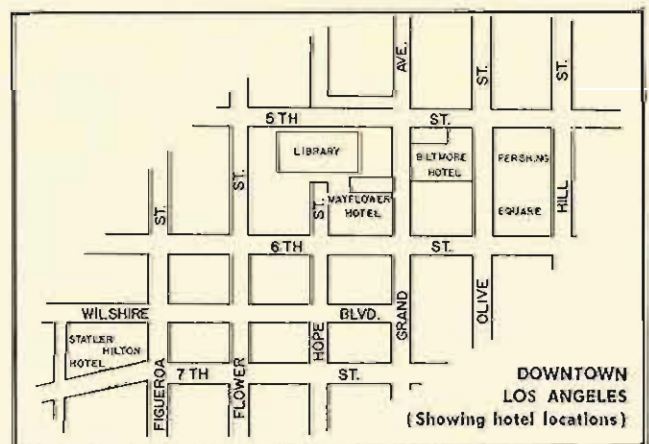 AVE.
ST.
ST.
5 TH ST.
LIBRARY
BILTMORE
HOTEL
PERSHING
SQUARE
ST.
ST.
ST.
MAYFLOWER
HOTEL
HILL
6 TH ST.
WILSHIRE BLVD.
STATLER
HILTON
HOTEL
FIGUEROA
FLOWER
HOPE
GRAND
OLIVE
7 TH ST.
DOWNTOWN
LOS ANGELES
(Showing hotel locations)